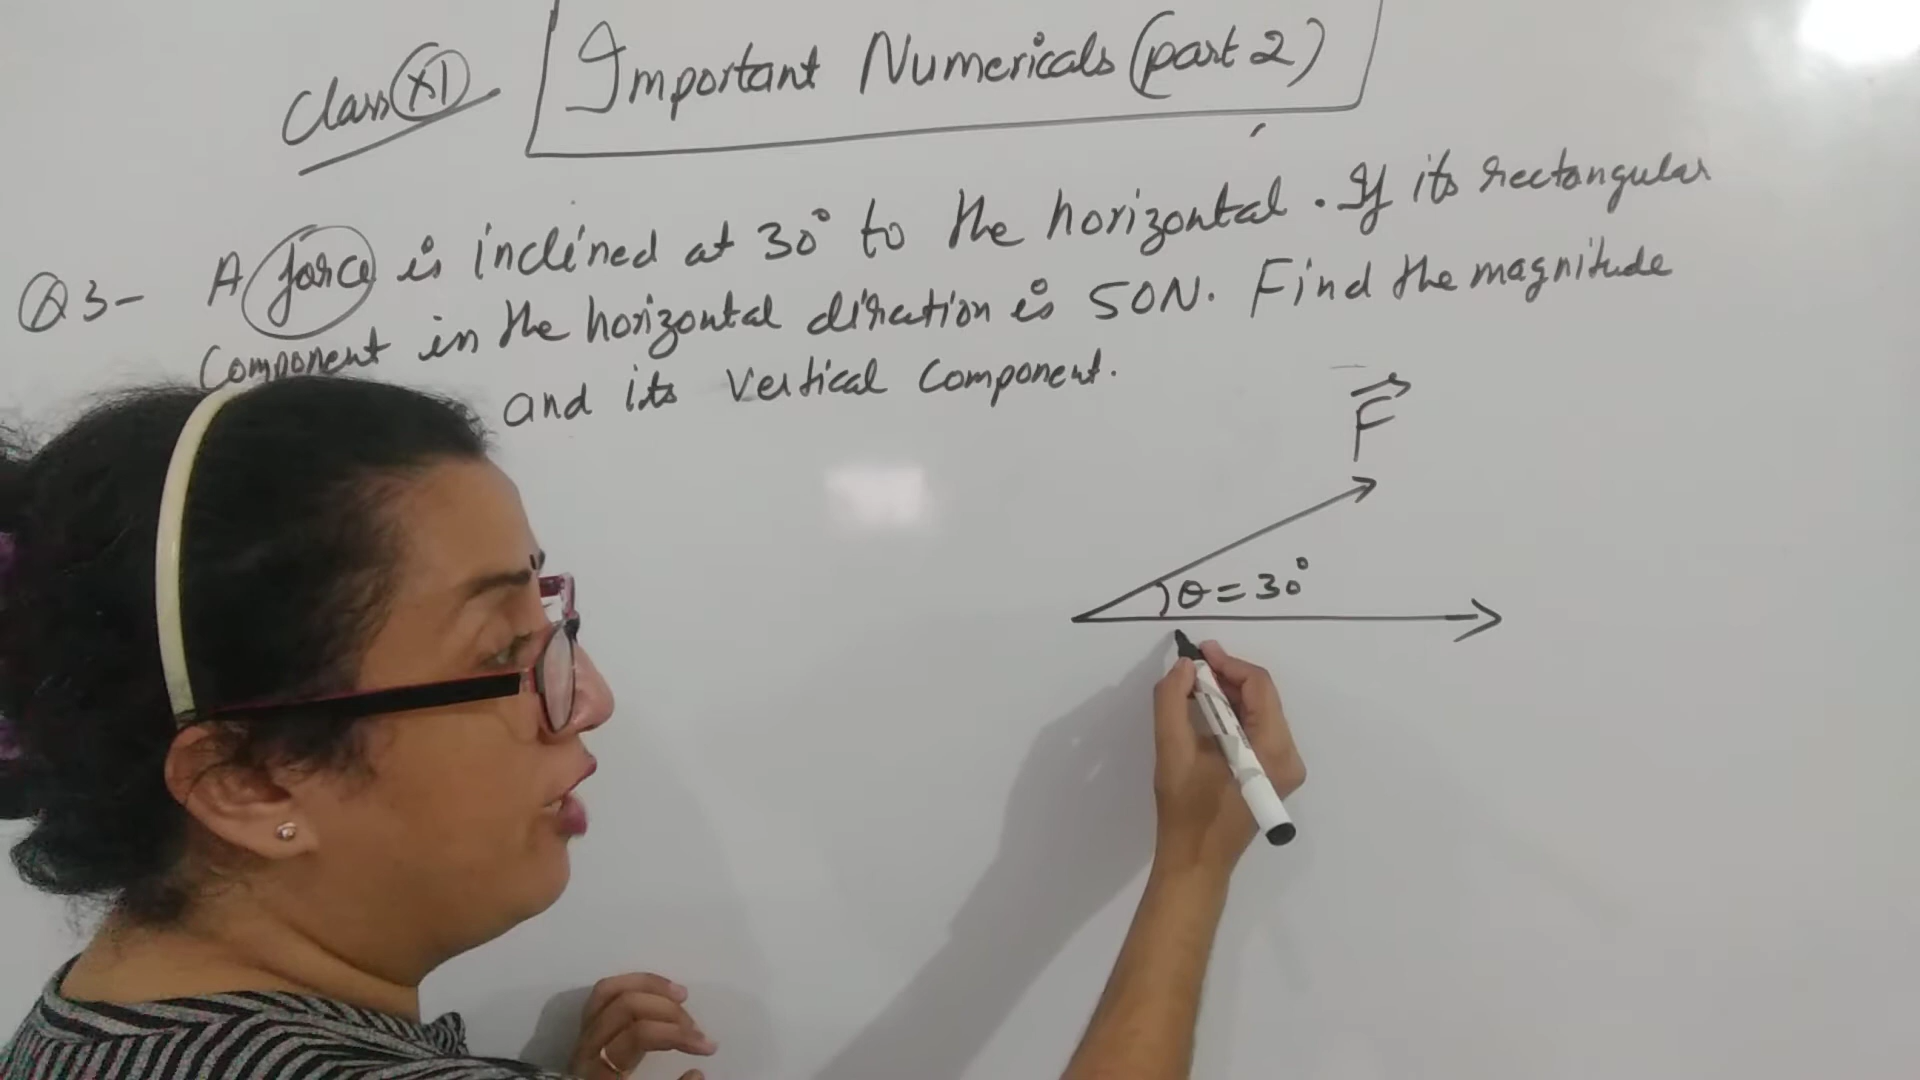 Class XI
Important Numericals (part 2)
Q3- A force is inclined at 30° to the horizontal. If its rectangular
Component in the horizontal direction is 50N. Find the magnitude
and its vertical component.
F
θ = 30°